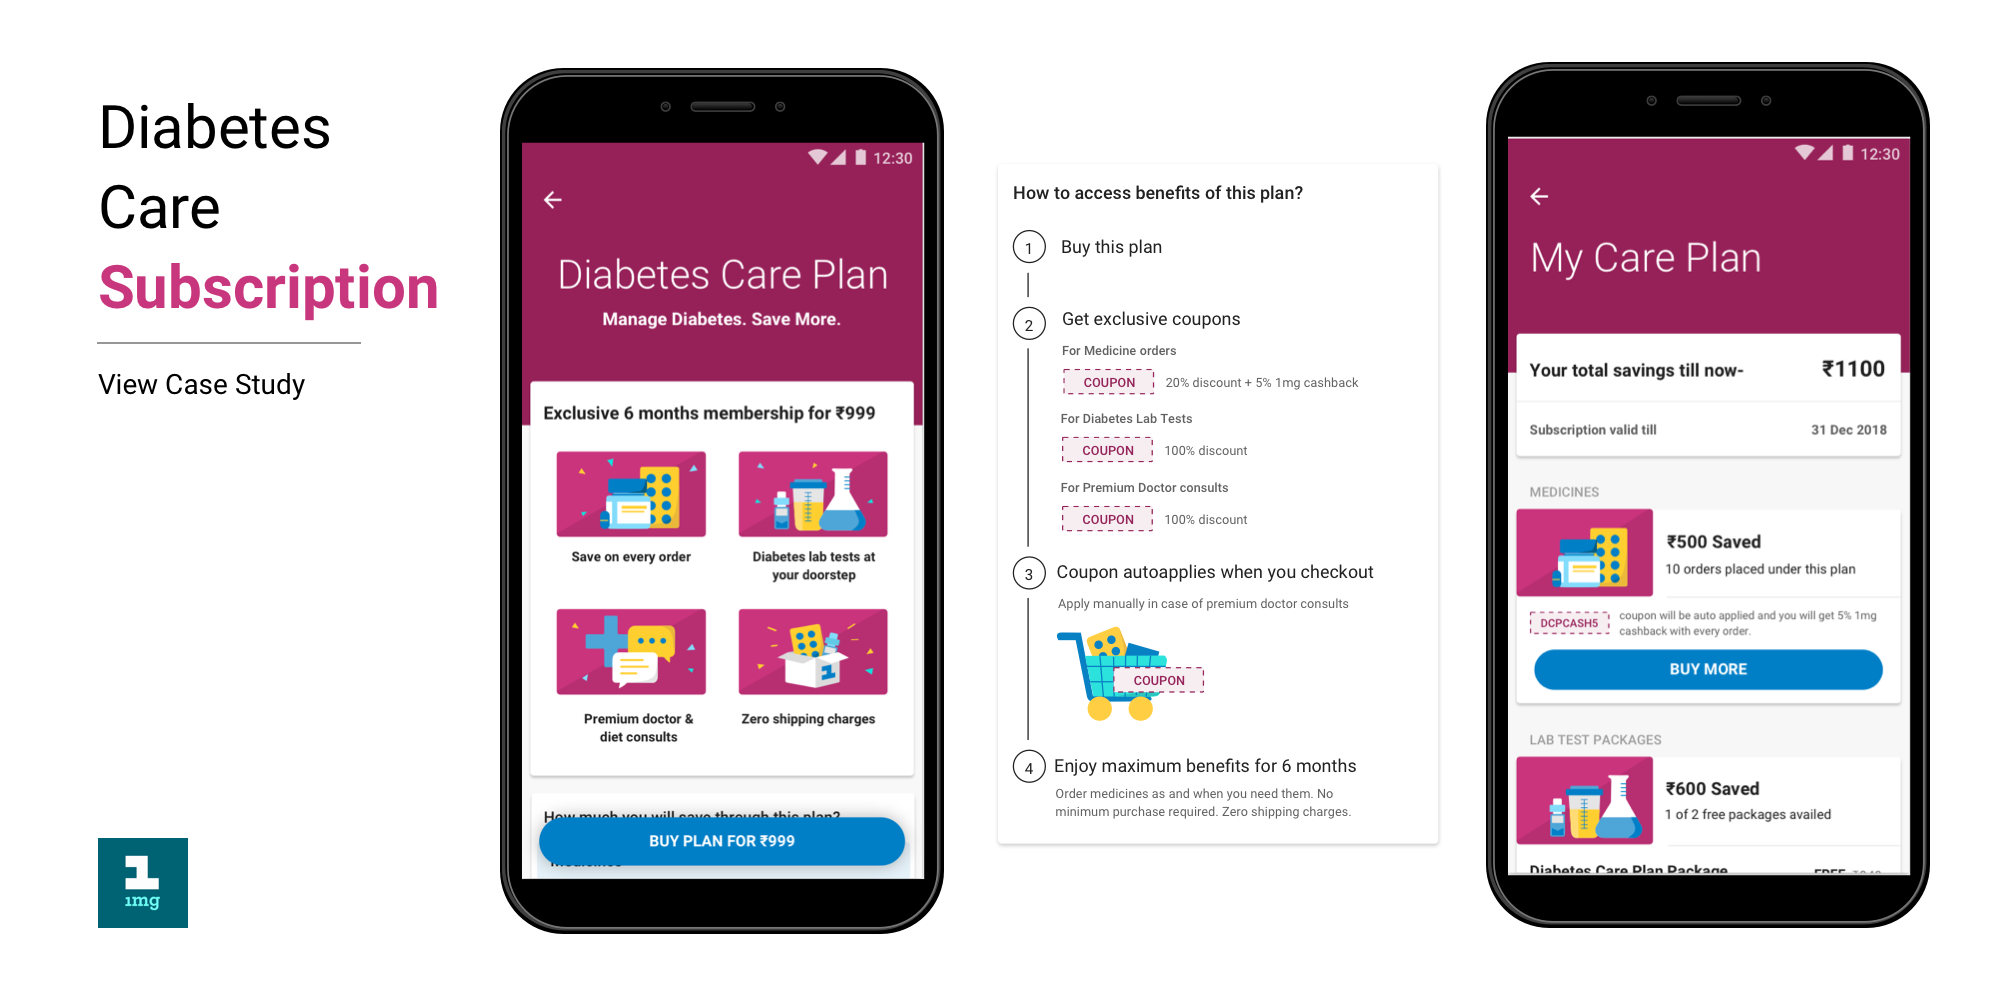 Diabetes
Care
Subscription
View Case Study
1mg
12:30
Diabetes Care Plan
Manage Diabetes. Save More.
Exclusive 6 months membership for ₹999
Save on every order
Diabetes lab tests at
your doorstep
1
Premium doctor &
diet consults
Zero shipping charges
How much you will save through this plan?
BUY PLAN FOR ₹999
How to access benefits of this plan?
1 Buy this plan
2 Get exclusive coupons
For Medicine orders
COUPON 20% discount + 5% 1mg cashback
For Diabetes Lab Tests
COUPON 100% discount
For Premium Doctor consults
COUPON 100% discount
3 Coupon autoapplies when you checkout
Apply manually in case of premium doctor consults
COUPON
4 Enjoy maximum benefits for 6 months
Order medicines as and when you need them. No
minimum purchase required. Zero shipping charges.
12:30
My Care Plan
Your total savings till now- ₹1100
Subscription valid till 31 Dec 2018
MEDICINES
₹500 Saved
10 orders placed under this plan
DCPCASH5 coupon will be auto applied and you will get 5% 1mg
cashback with every order.
BUY MORE
LAB TEST PACKAGES
₹600 Saved
1 of 2 free packages availed
Diabetes Care Plan Package FREE